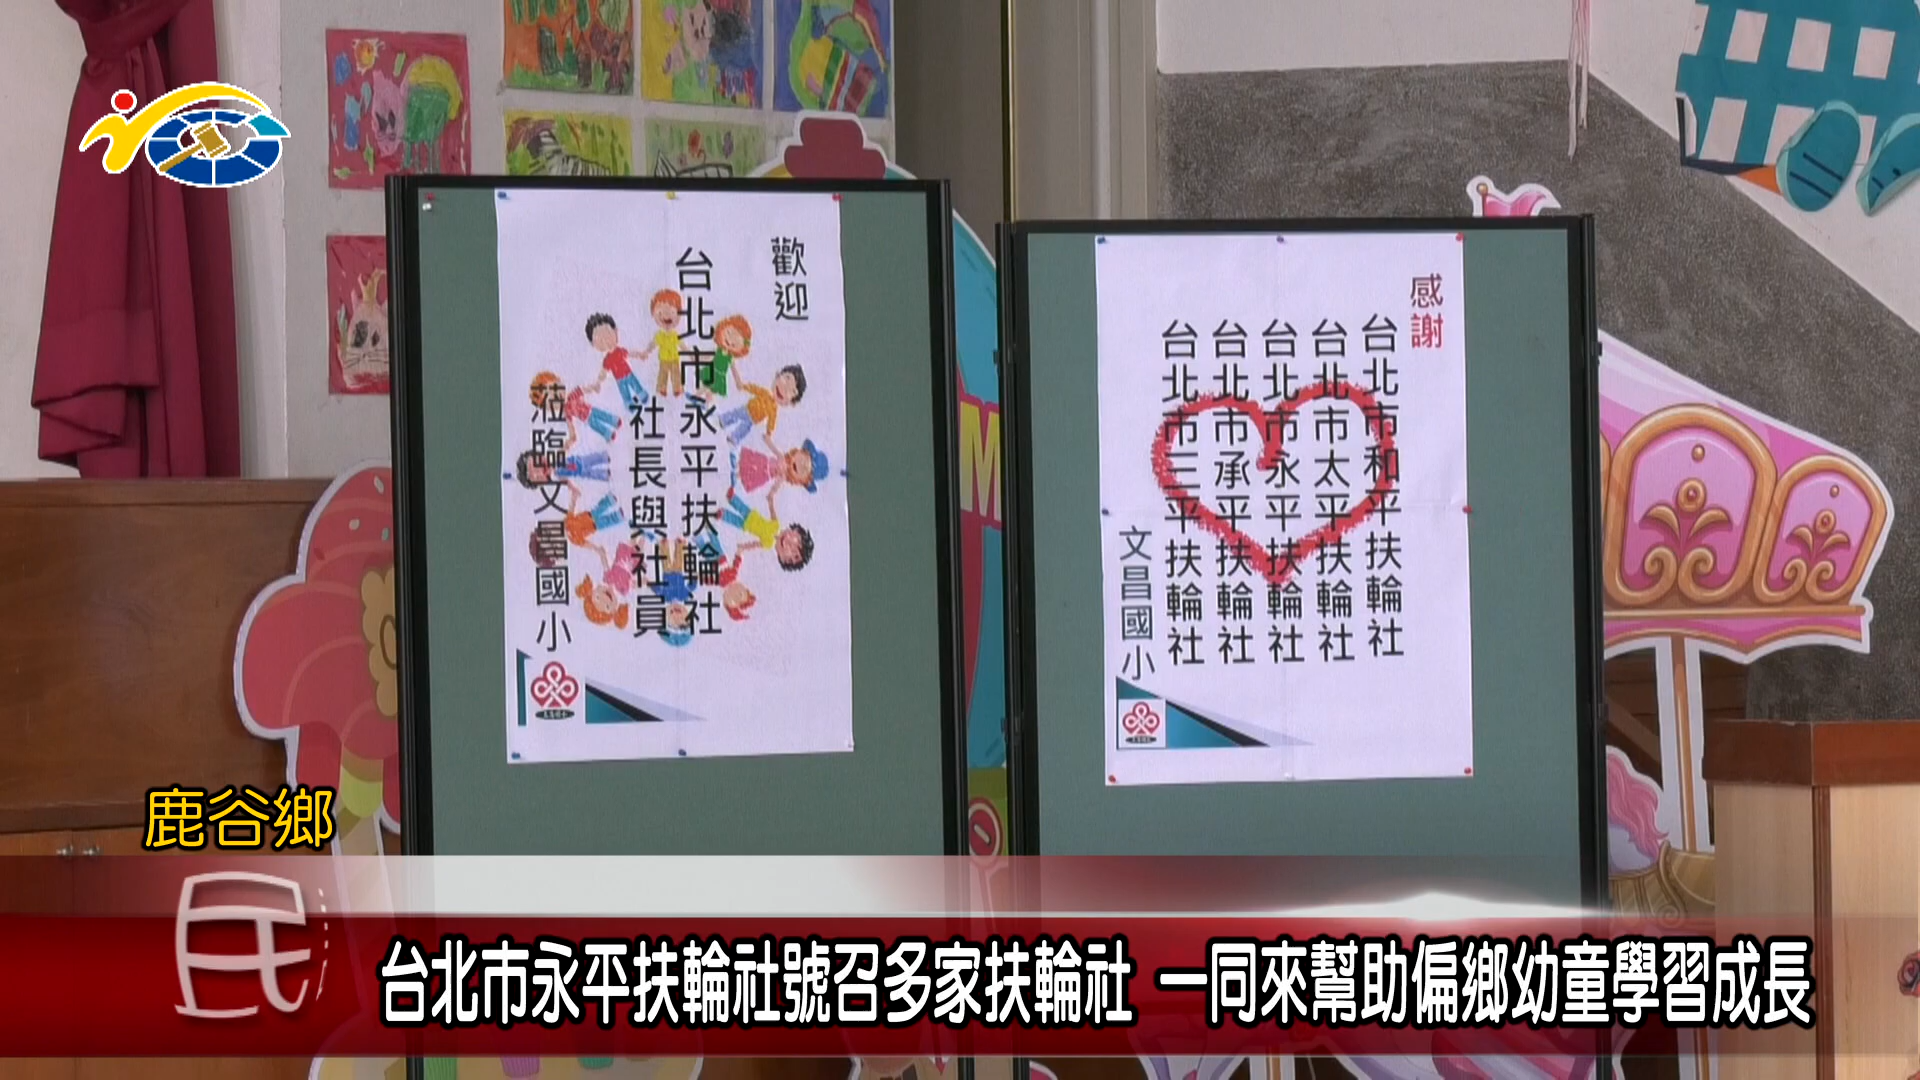 歡迎
台北市永平扶輪社
社長與社員
蒞臨文昌國小
感謝
台北市和平扶輪社
台北市太平扶輪社
台北市永平扶輪社
台北市承平扶輪社
台北市三平扶輪社
文昌國小
M
鹿谷鄉
民
台北市永平扶輪社號召多家扶輪社 一同來幫助偏鄉幼童學習成長